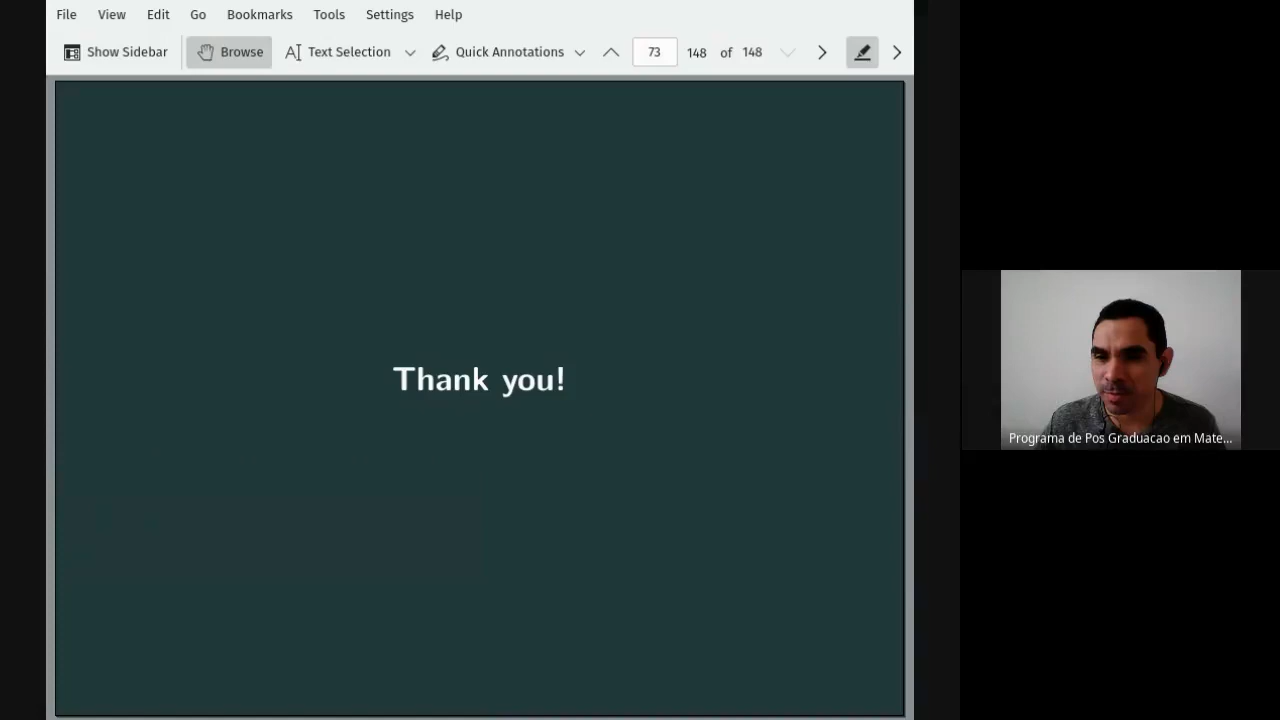 File View Edit Go Bookmarks Tools Settings Help
Show Sidebar Browse Text Selection Quick Annotations 73 148 of 148
Thank you!
Programa de Pos Graduacao em Mate...